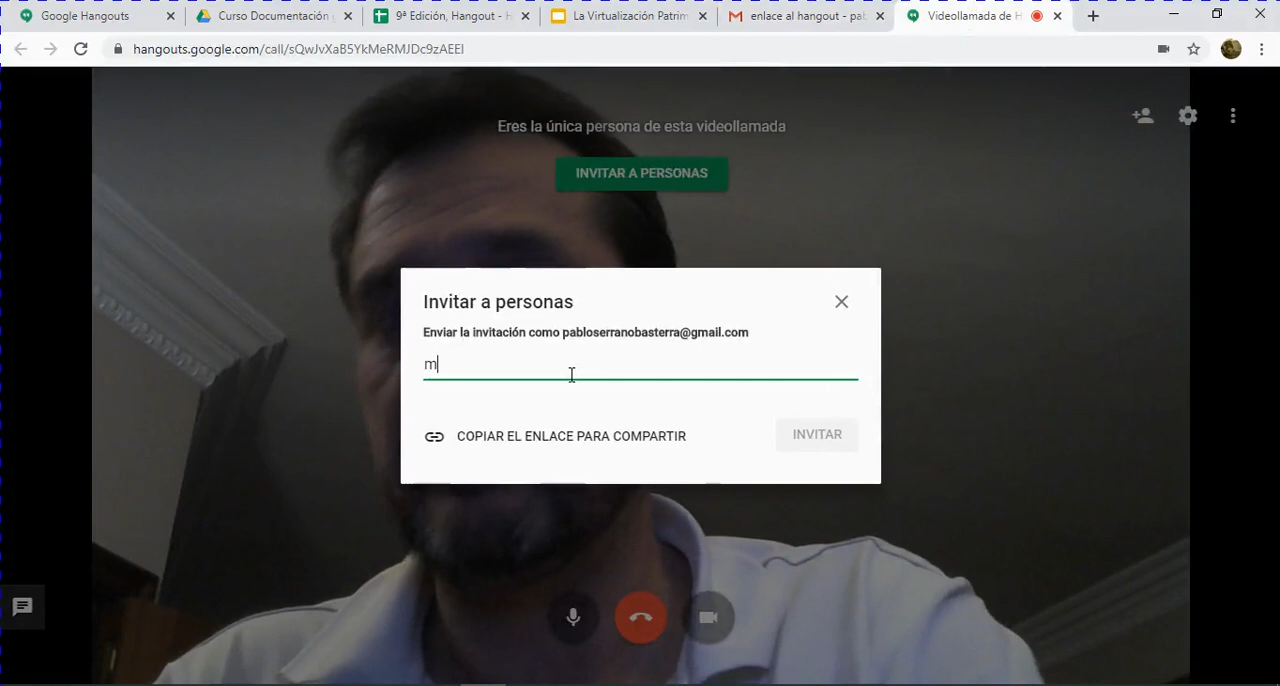 Google Hangouts
Curso Documentación
9ª Edición, Hangout - H
La Virtualización Patrim
enlace al hangout - pab
Videollamada de H
hangouts.google.com/call/sQwJvXaB5YkMeRMJDc9zAEEI
Eres la única persona de esta videollamada
INVITAR A PERSONAS
Invitar a personas
Enviar la invitación como pabloserranobasterra@gmail.com
m
COPIAR EL ENLACE PARA COMPARTIR
INVITAR